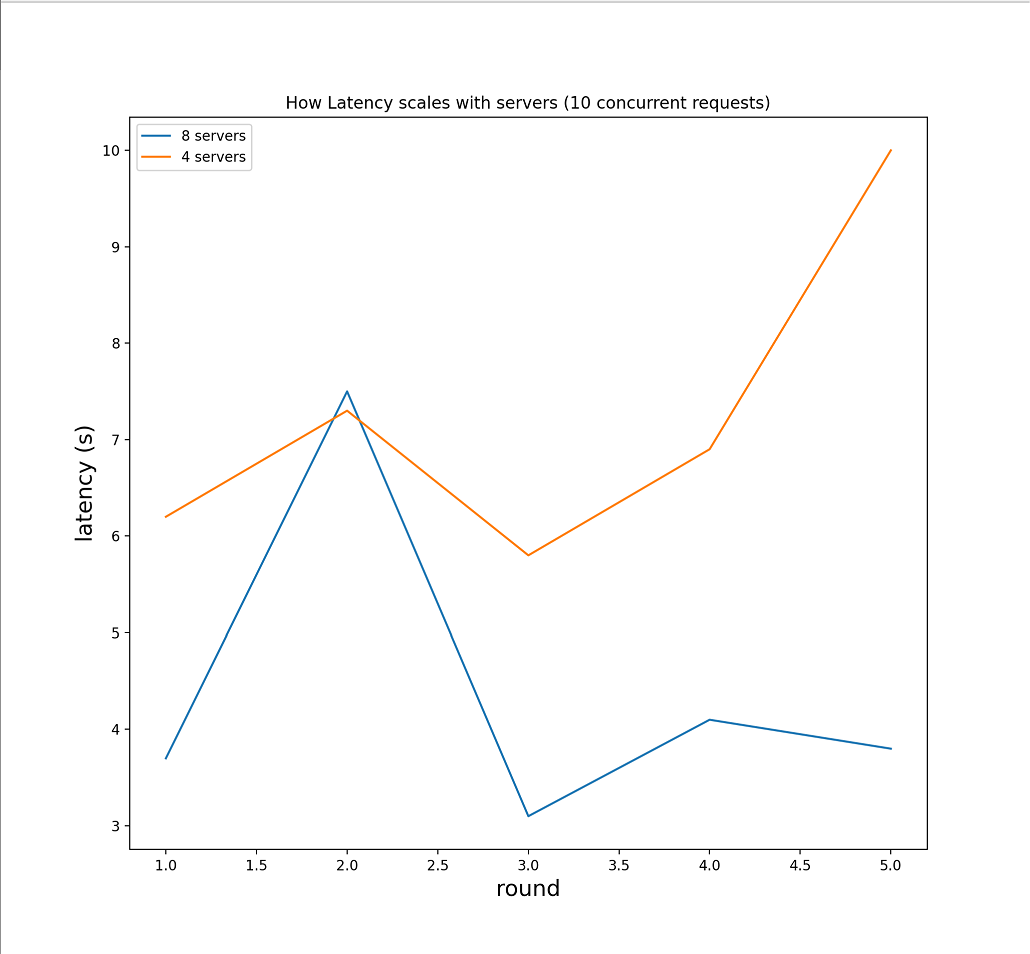 How Latency scales with servers (10 concurrent requests)
8 servers
4 servers
10
9
8
7
6
5
4
3
latency (s)
1.0 1.5 2.0 2.5 3.0 3.5 4.0 4.5 5.0
round